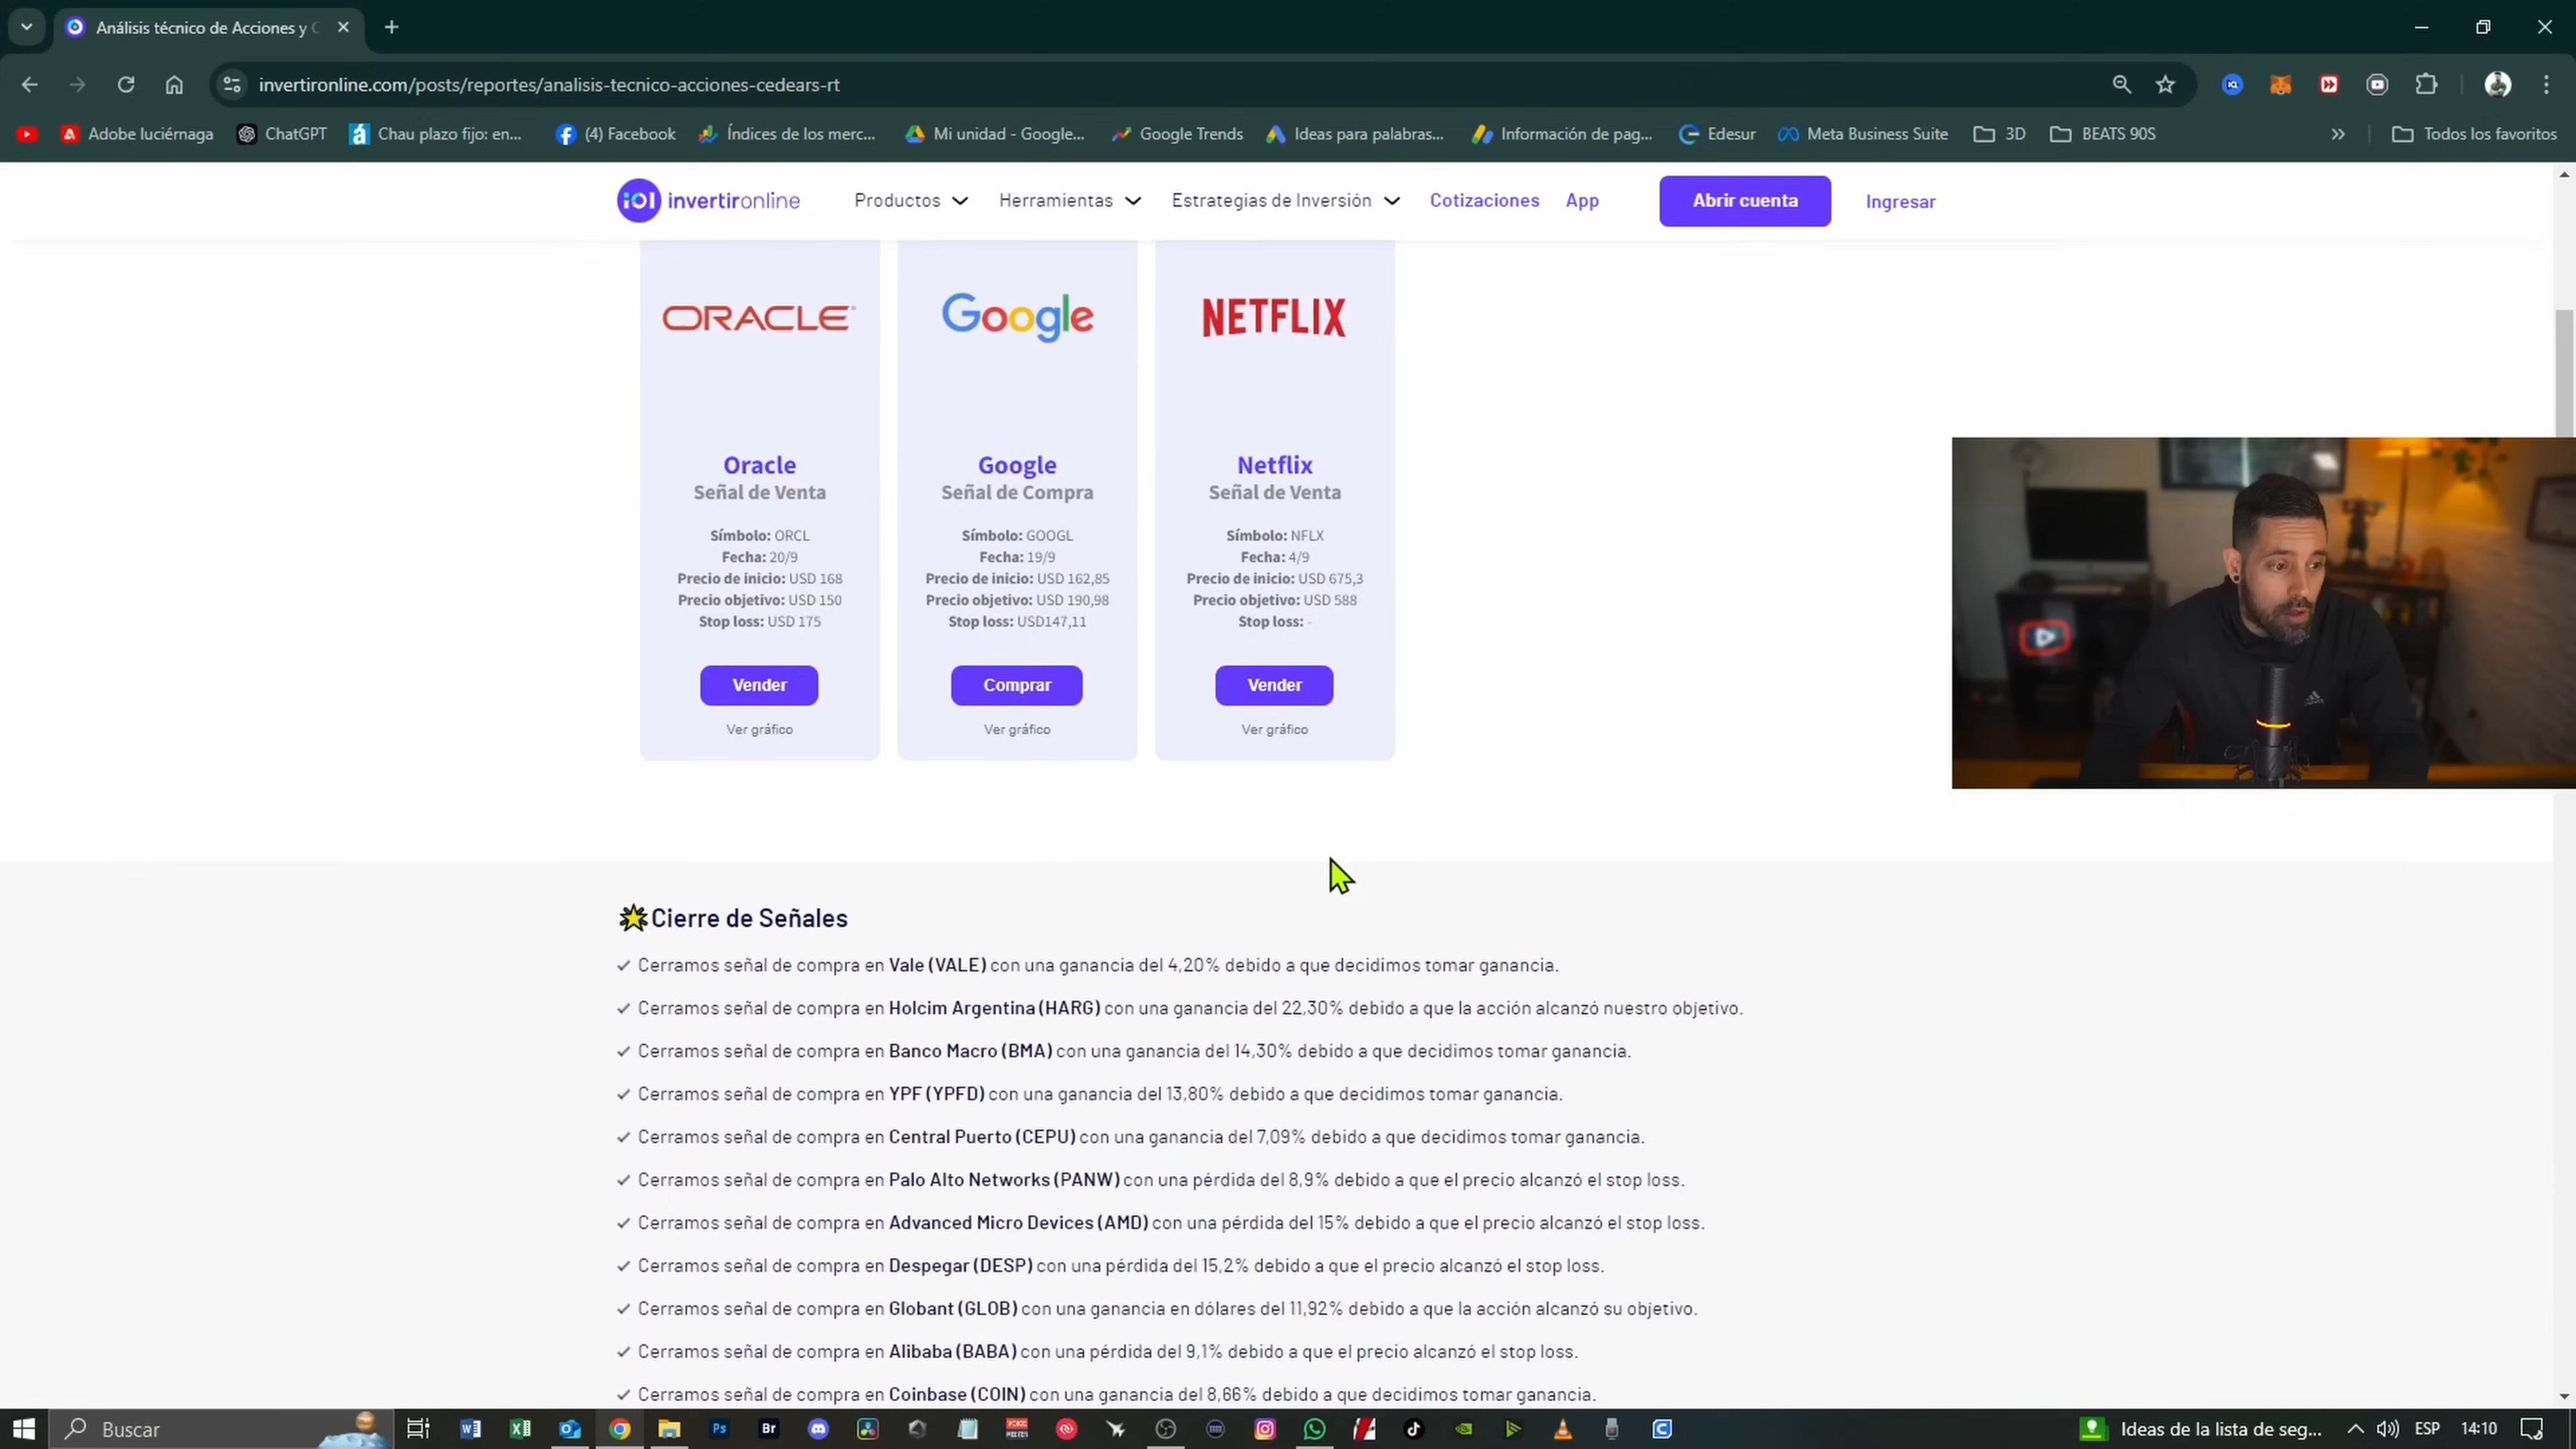 Análisis técnico de Acciones y C
invertironline.com/posts/reportes/analisis-tecnico-acciones-cedears-rt
Adobe luciérnaga
ChatGPT
Chau plazo fijo: en...
(4) Facebook
Índices de los merc...
Mi unidad - Google...
Google Trends
Ideas para palabras...
Información de pag...
Edesur
Meta Business Suite
3D
BEATS 90S
Todos los favoritos
iol invertironline
Productos
Herramientas
Estrategias de Inversión
Cotizaciones
App
Abrir cuenta
Ingresar
ORACLE
Google
NETFLIX
Oracle
Señal de Venta
Símbolo: ORCL
Fecha: 20/9
Precio de inicio: USD 168
Precio objetivo: USD 150
Stop loss: USD 175
Vender
Ver gráfico
Google
Señal de Compra
Símbolo: GOOGL
Fecha: 19/9
Precio de inicio: USD 162,85
Precio objetivo: USD 190,98
Stop loss: USD147,11
Comprar
Ver gráfico
Netflix
Señal de Venta
Símbolo: NFLX
Fecha: 4/9
Precio de inicio: USD 675,3
Precio objetivo: USD 588
Stop loss: -
Vender
Ver gráfico
Cierre de Señales
Cerramos señal de compra en Vale (VALE) con una ganancia del 4,20% debido a que decidimos tomar ganancia.
Cerramos señal de compra en Holcim Argentina (HARG) con una ganancia del 22,30% debido a que la acción alcanzó nuestro objetivo.
Cerramos señal de compra en Banco Macro (BMA) con una ganancia del 14,30% debido a que decidimos tomar ganancia.
Cerramos señal de compra en YPF (YPFD) con una ganancia del 13,80% debido a que decidimos tomar ganancia.
Cerramos señal de compra en Central Puerto (CEPU) con una ganancia del 7,09% debido a que decidimos tomar ganancia.
Cerramos señal de compra en Palo Alto Networks (PANW) con una pérdida del 8,9% debido a que el precio alcanzó el stop loss.
Cerramos señal de compra en Advanced Micro Devices (AMD) con una pérdida del 15% debido a que el precio alcanzó el stop loss.
Cerramos señal de compra en Despegar (DESP) con una pérdida del 15,2% debido a que el precio alcanzó el stop loss.
Cerramos señal de compra en Globant (GLOB) con una ganancia en dólares del 11,92% debido a que la acción alcanzó su objetivo.
Cerramos señal de compra en Alibaba (BABA) con una pérdida del 9,1% debido a que el precio alcanzó el stop loss.
Cerramos señal de compra en Coinbase (COIN) con una ganancia del 8,66% debido a que decidimos tomar ganancia.
Buscar
Ps
Br
Ideas de la lista de seg...
ESP
14:10